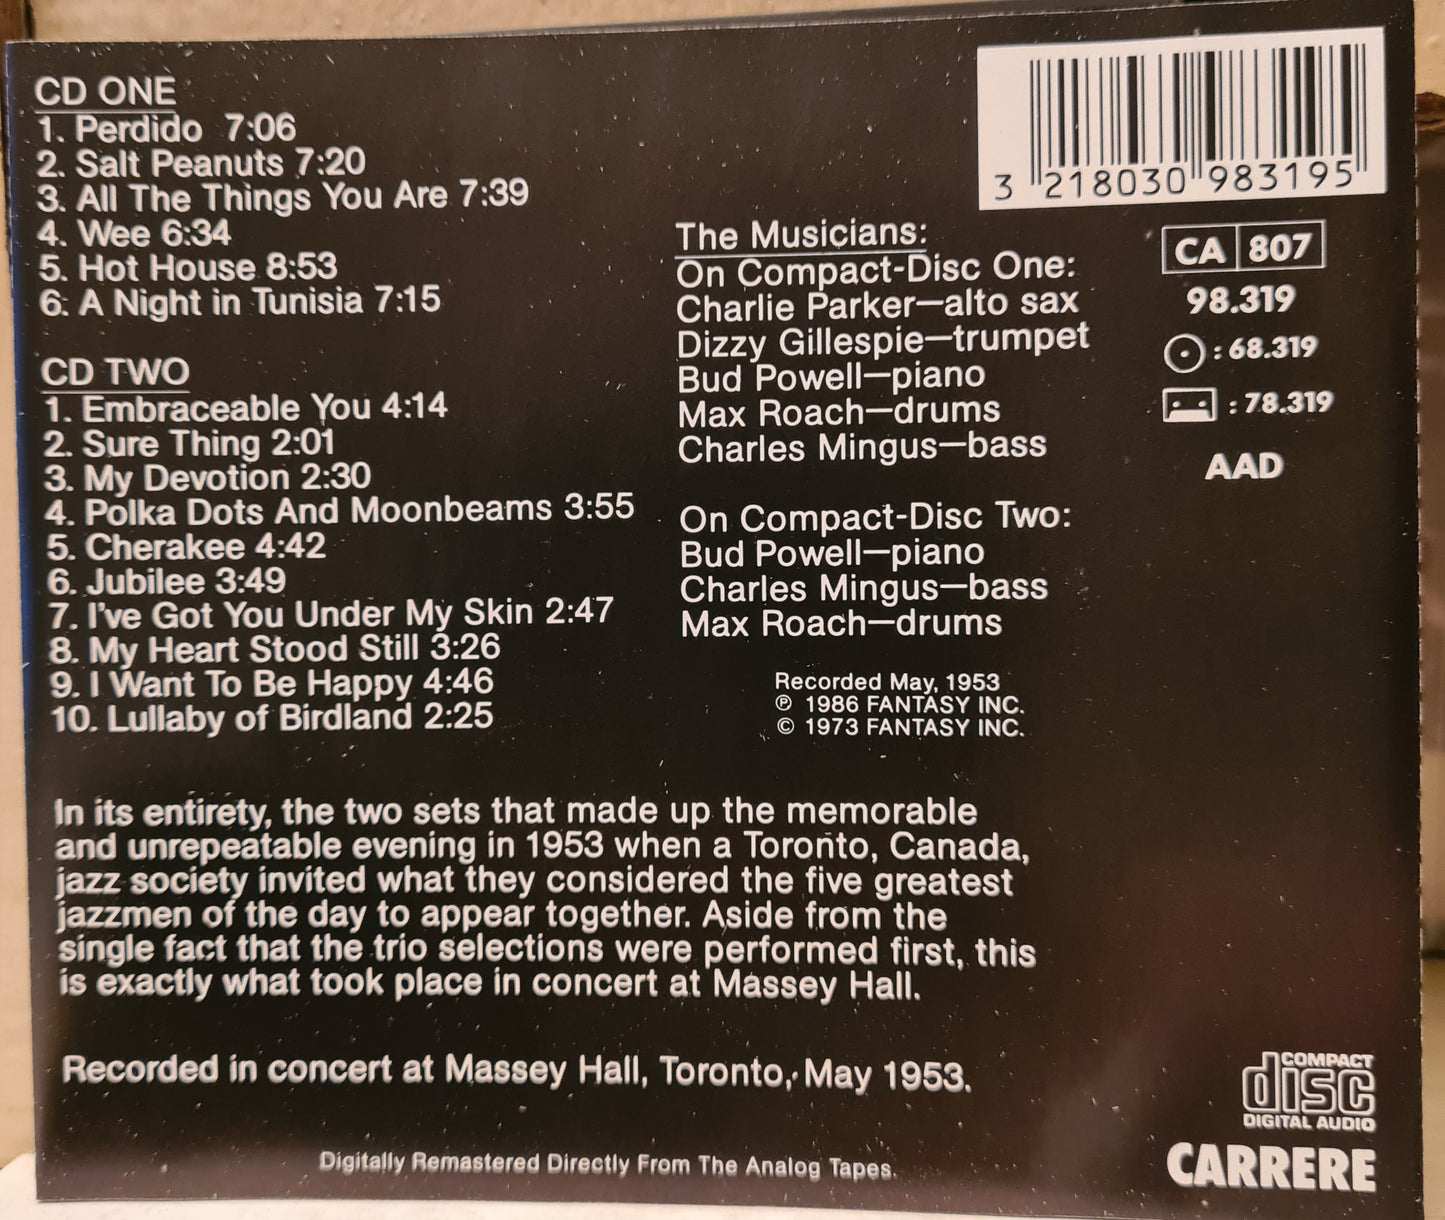 CD ONE
1. Perdido 7:06
2. Salt Peanuts 7:20
3. All The Things You Are 7:39
4. Wee 6:34
5. Hot House 8:53
6. A Night in Tunisia 7:15
CD TWO
1. Embraceable You 4:14
2. Sure Thing 2:01
3. My Devotion 2:30
4. Polka Dots And Moonbeams 3:55
5. Cherakee 4:42
6. Jubilee 3:49
7. I've Got You Under My Skin 2:47
8. My Heart Stood Still 3:26
9. I Want To Be Happy 4:46
10. Lullaby of Birdland 2:25
The Musicians:
On Compact-Disc One:
Charlie Parker—alto sax
Dizzy Gillespie—trumpet
Bud Powell—piano
Max Roach—drums
Charles Mingus—bass
On Compact-Disc Two:
Bud Powell—piano
Charles Mingus—bass
Max Roach—drums
Recorded May, 1953
℗ 1986 FANTASY INC.
© 1973 FANTASY INC.
3 218030 983195
CA 807
98.319
: 68.319
: 78.319
AAD
In its entirety, the two sets that made up the memorable
and unrepeatable evening in 1953 when a Toronto, Canada,
jazz society invited what they considered the five greatest
jazzmen of the day to appear together. Aside from the
single fact that the trio selections were performed first, this
is exactly what took place in concert at Massey Hall.
Recorded in concert at Massey Hall, Toronto, May 1953.
Digitally Remastered Directly From The Analog Tapes.
COMPACT
disc
DIGITAL AUDIO
CARRERE